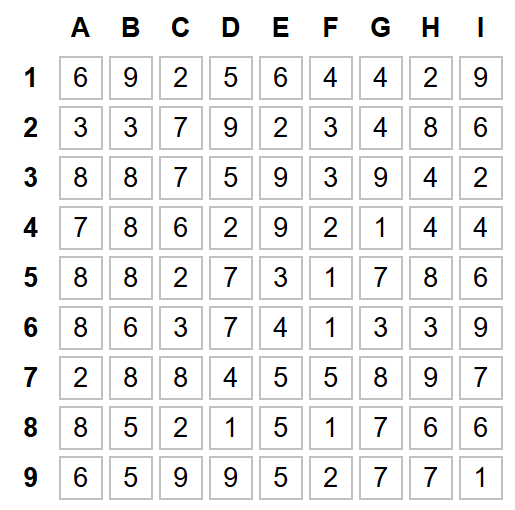 A B C D E F G H I
1 6 9 2 5 6 4 4 2 9
2 3 3 7 9 2 3 4 8 6
3 8 8 7 5 9 3 9 4 2
4 7 8 6 2 9 2 1 4 4
5 8 8 2 7 3 1 7 8 6
6 8 6 3 7 4 1 3 3 9
7 2 8 8 4 5 5 8 9 7
8 8 5 2 1 5 1 7 6 6
9 6 5 9 9 5 2 7 7 1